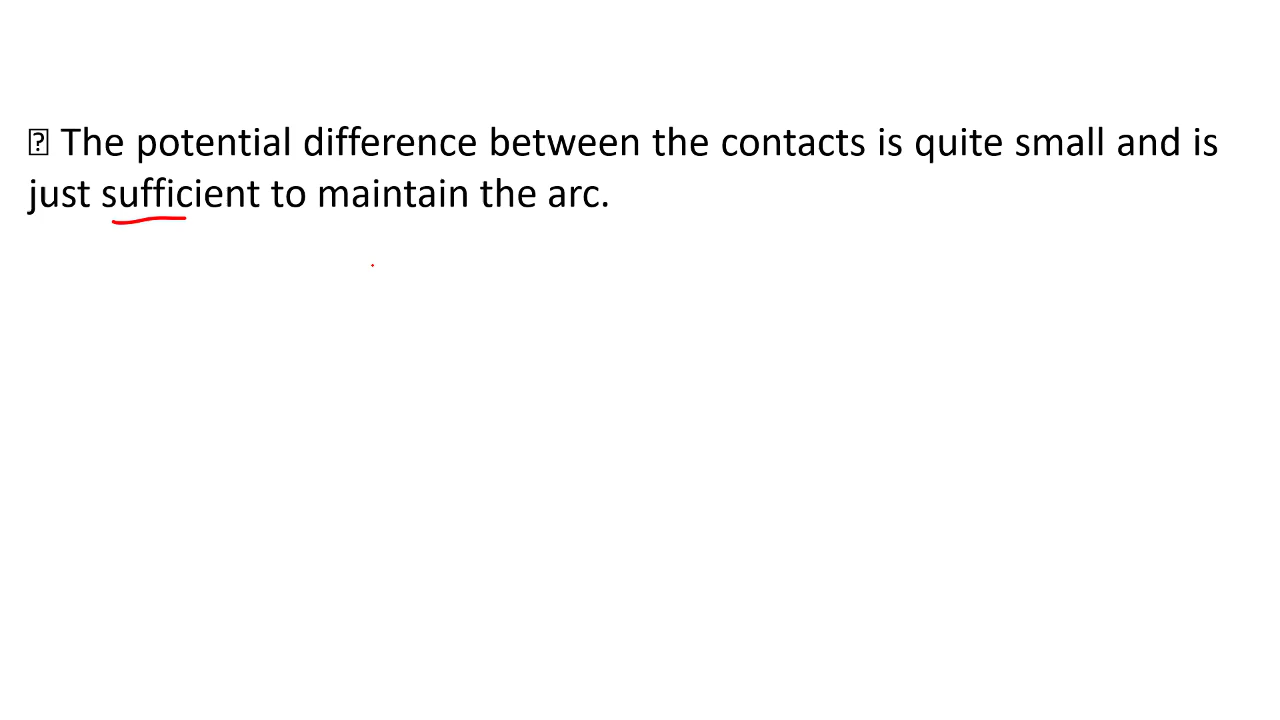 ⍰ The potential difference between the contacts is quite small and is
just sufficient to maintain the arc.